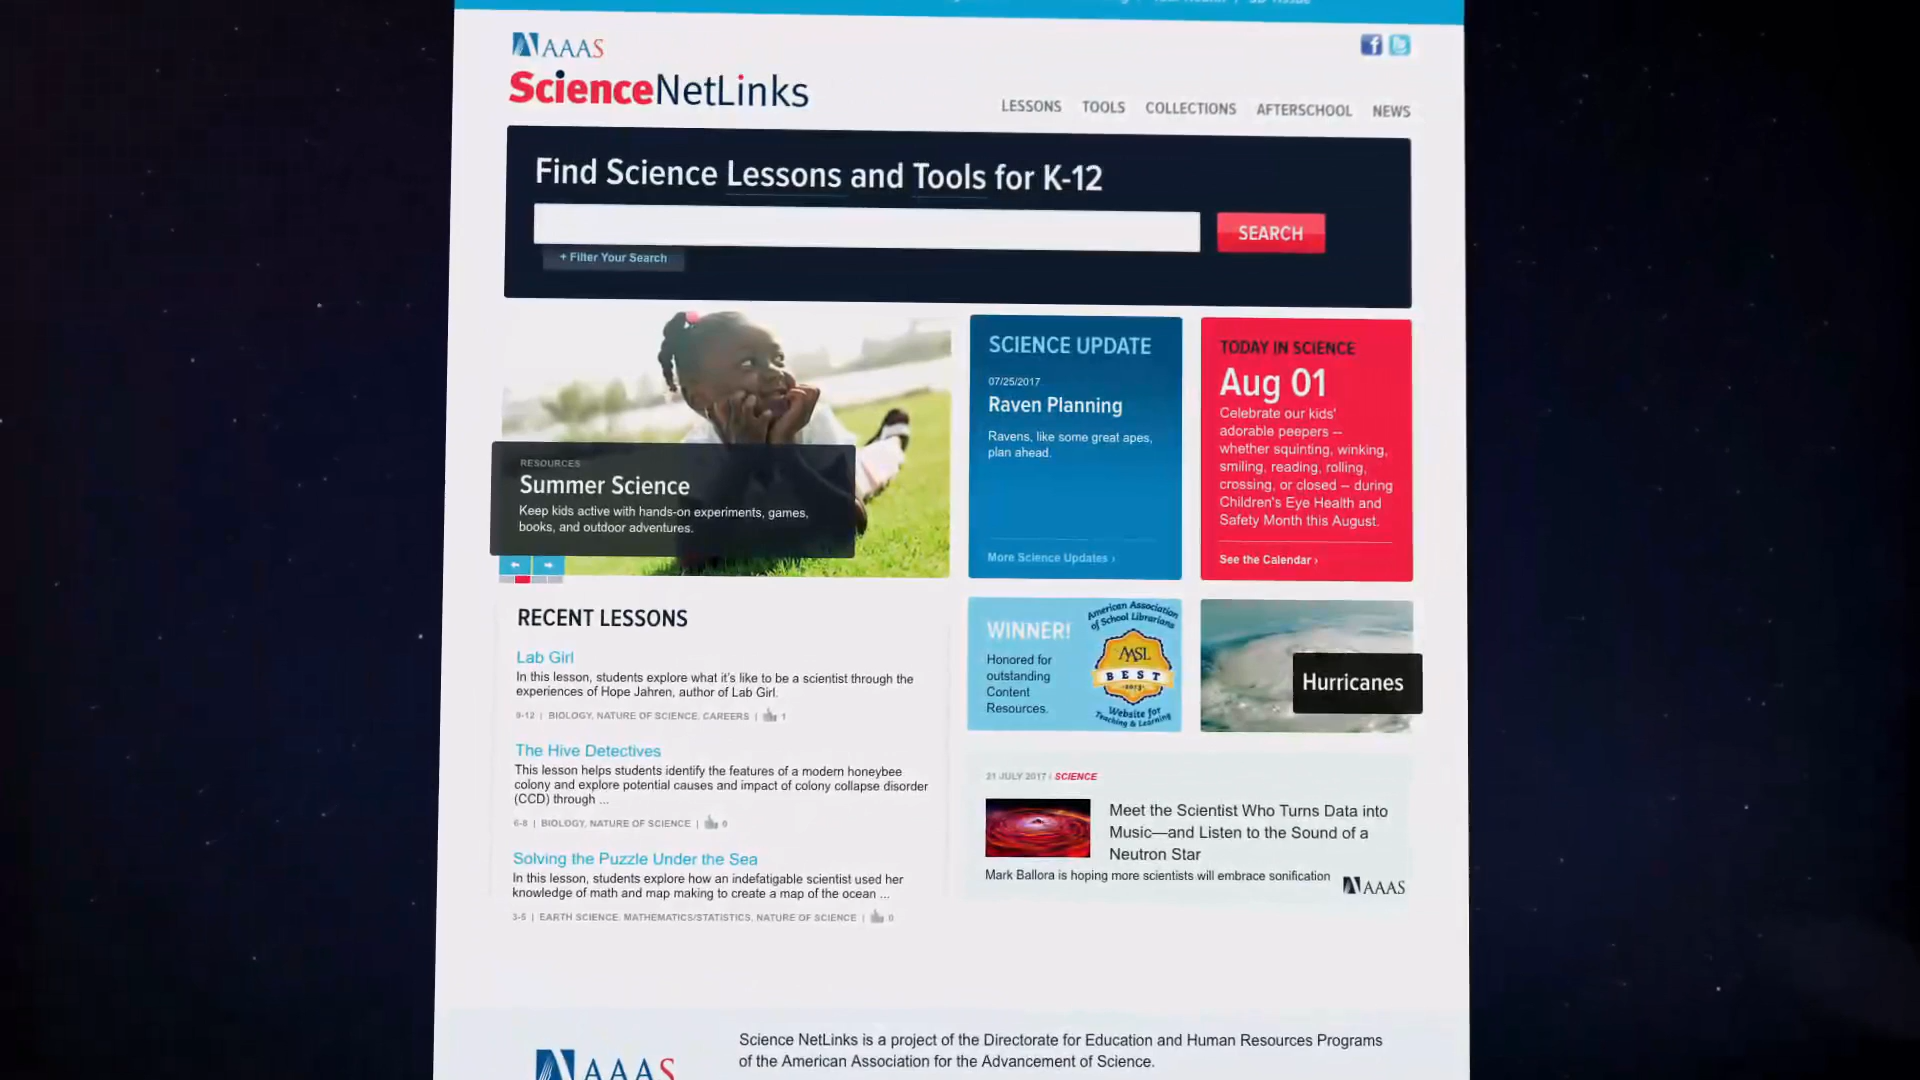 AAAS
ScienceNetLinks
LESSONS TOOLS COLLECTIONS AFTERSCHOOL NEWS
Find Science Lessons and Tools for K-12
SEARCH
+ Filter Your Search
RESOURCES
Summer Science
Keep kids active with hands-on experiments, games,
books, and outdoor adventures.
SCIENCE UPDATE
07/25/2017
Raven Planning
Ravens, like some great apes,
plan ahead.
More Science Updates ›
TODAY IN SCIENCE
Aug 01
Celebrate our kids'
adorable peepers –
whether squinting, winking,
smiling, reading, rolling,
crossing, or closed – during
Children's Eye Health and
Safety Month this August.
See the Calendar ›
RECENT LESSONS
Lab Girl
In this lesson, students explore what it's like to be a scientist through the
experiences of Hope Jahren, author of Lab Girl.
9-12 | BIOLOGY, NATURE OF SCIENCE, CAREERS | 1
The Hive Detectives
This lesson helps students identify the features of a modern honeybee
colony and explore potential causes and impact of colony collapse disorder
(CCD) through ...
6-8 | BIOLOGY, NATURE OF SCIENCE | 0
Solving the Puzzle Under the Sea
In this lesson, students explore how an indefatigable scientist used her
knowledge of math and map making to create a map of the ocean ...
3-5 | EARTH SCIENCE, MATHEMATICS/STATISTICS, NATURE OF SCIENCE | 0
WINNER!
Honored for
outstanding
Content
Resources.
American Association
of School Librarians
AASL
BEST
2013
Website for
Teaching & Learning
Hurricanes
21 JULY 2017 | SCIENCE
Meet the Scientist Who Turns Data into
Music—and Listen to the Sound of a
Neutron Star
Mark Ballora is hoping more scientists will embrace sonification
AAAS
AAAS
Science NetLinks is a project of the Directorate for Education and Human Resources Programs
of the American Association for the Advancement of Science.